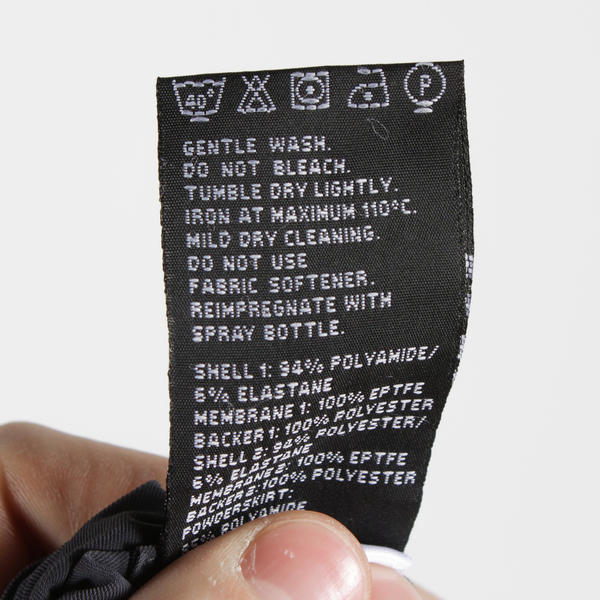 40°
P
GENTLE WASH.
DO NOT BLEACH.
TUMBLE DRY LIGHTLY.
IRON AT MAXIMUM 110°C.
MILD DRY CLEANING.
DO NOT USE
FABRIC SOFTENER.
REIMPREGNATE WITH
SPRAY BOTTLE.
SHELL 1: 94% POLYAMIDE/
6% ELASTANE
MEMBRANE 1: 100% EPTFE
BACKER 1: 100% POLYESTER
SHELL 2: 94% POLYESTER/
6% ELASTANE
MEMBRANE 2: 100% EPTFE
BACKER 2: 100% POLYESTER
POWDERSKIRT:
POLYAMIDE